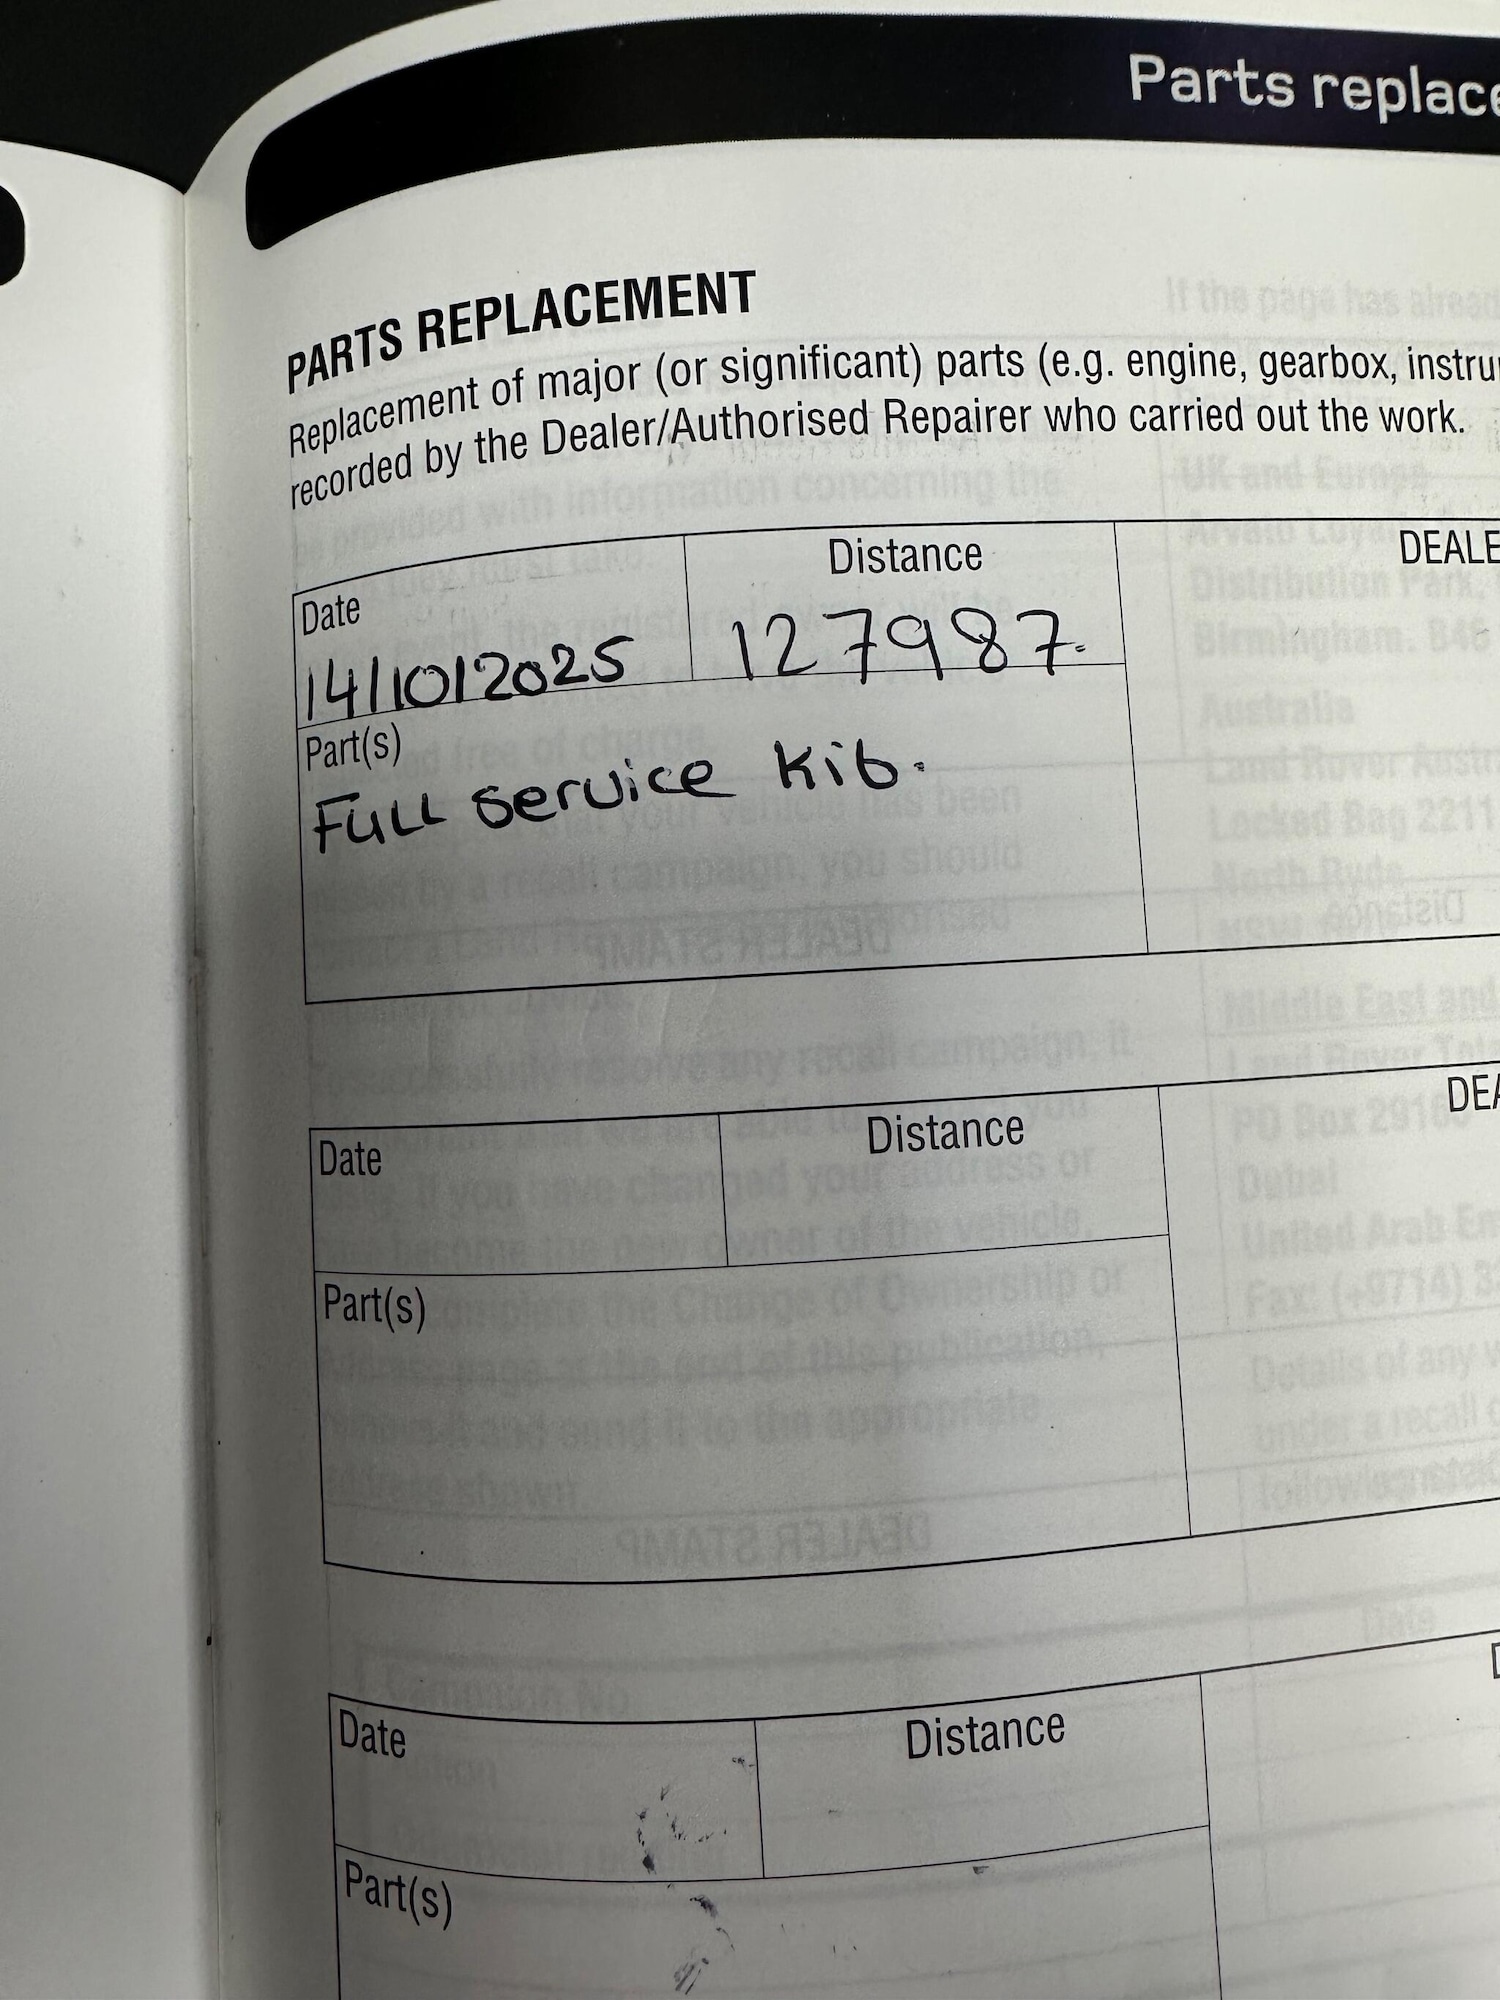 Parts replace
PARTS REPLACEMENT
Replacement of major (or significant) parts (e.g. engine, gearbox, instru
recorded by the Dealer/Authorised Repairer who carried out the work.
Date
Distance
DEALE
14/10/2025
127987.
Part(s)
Full service kit.
Date
Distance
DEA
Part(s)
Date
Distance
Part(s)